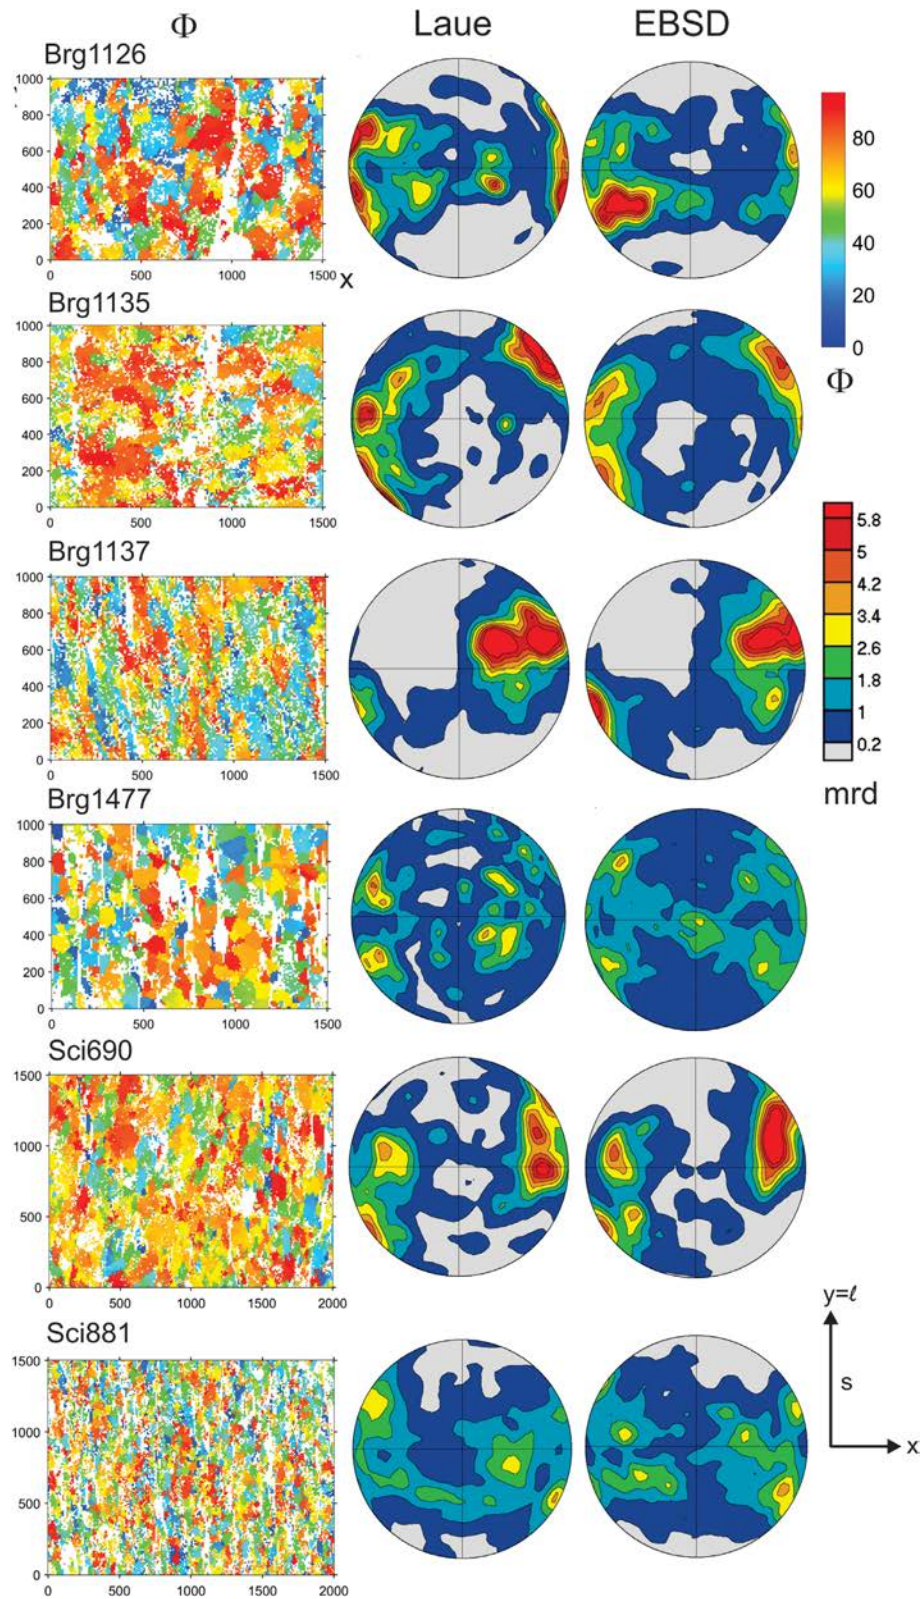 Φ Laue EBSD
Brg1126
1000
800
600
400
200
0
0 500 1000 1500 x
80
60
40
20
0
Φ
Brg1135
1000
800
600
400
200
0
0 500 1000 1500
5.8
5
4.2
3.4
2.6
1.8
1
0.2
mrd
Brg1137
1000
800
600
400
200
0
0 500 1000 1500
Brg1477
1000
800
600
400
200
0
0 500 1000 1500
Sci690
1500
1000
500
0
0 500 1000 1500 2000
Sci881
1500
1000
500
0
0 500 1000 1500 2000
y=ℓ
s
x